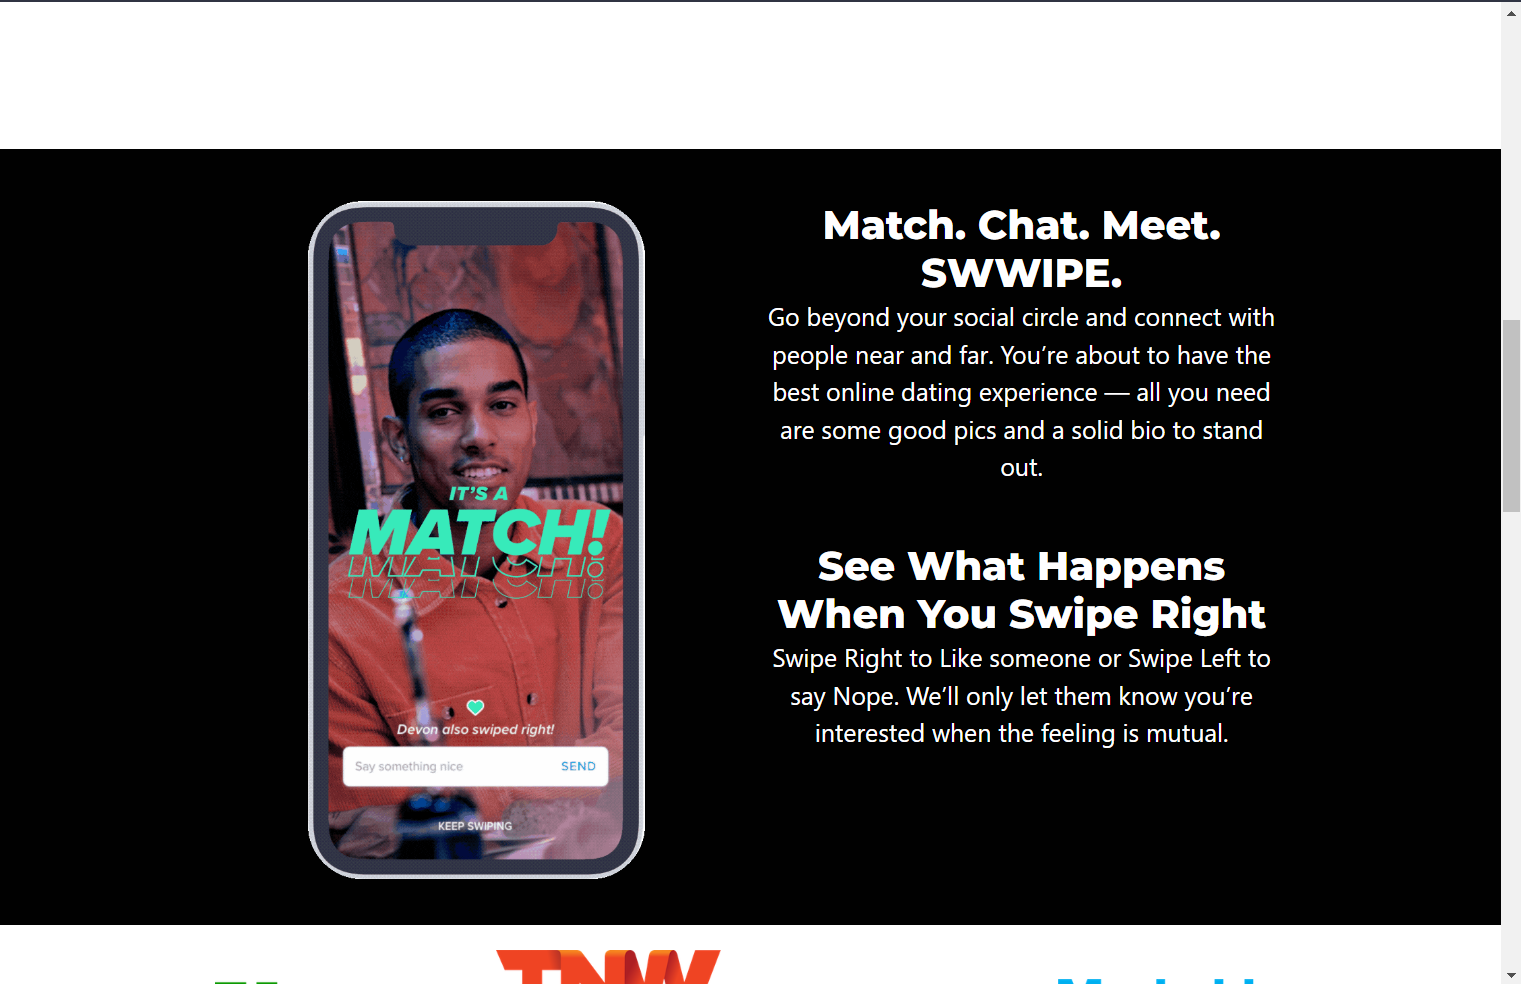 Match. Chat. Meet.
SWWIPE.
Go beyond your social circle and connect with
people near and far. You’re about to have the
best online dating experience — all you need
are some good pics and a solid bio to stand
out.
See What Happens
When You Swipe Right
Swipe Right to Like someone or Swipe Left to
say Nope. We’ll only let them know you’re
interested when the feeling is mutual.
IT’S A
MATCH!
MATCH!
MATCH!
Devon also swiped right!
Say something nice SEND
KEEP SWIPING
TNW